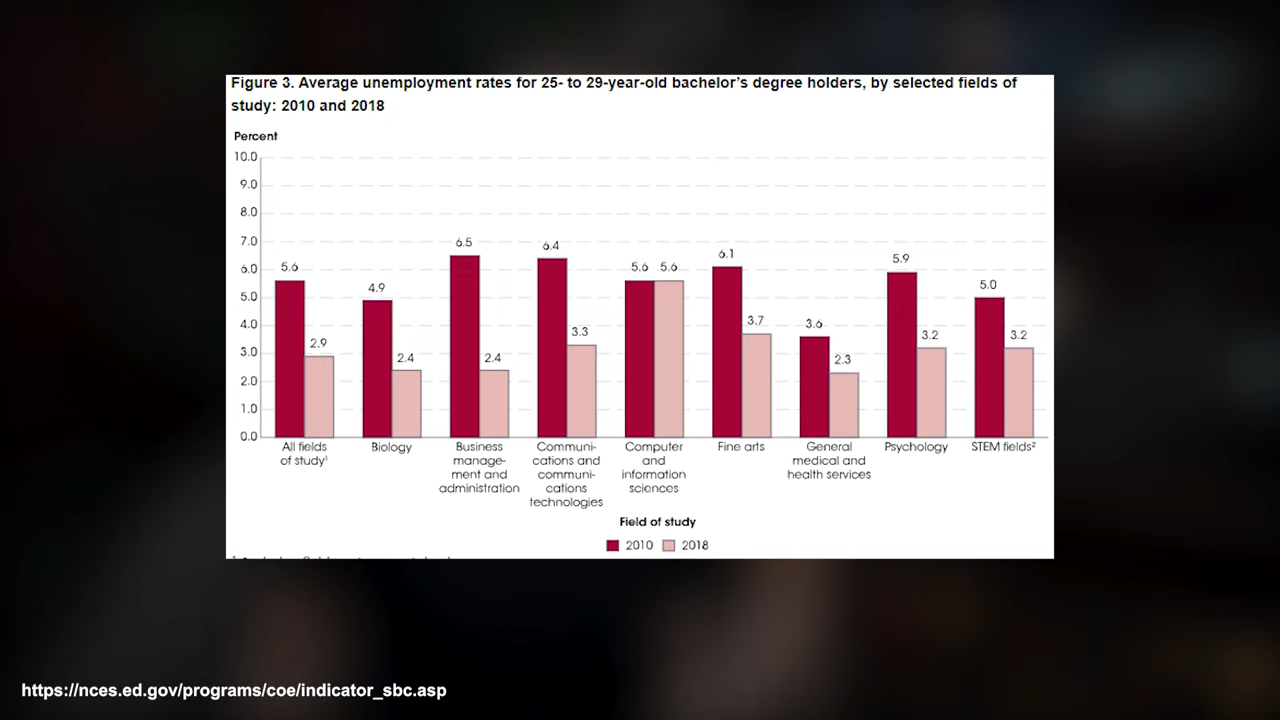 Figure 3. Average unemployment rates for 25- to 29-year-old bachelor's degree holders, by selected fields of
study: 2010 and 2018
Percent
10.0
9.0
8.0
7.0
6.0
5.0
4.0
3.0
2.0
1.0
0.0
5.6 2.9 4.9 2.4 6.5 2.4 6.4 3.3 5.6 5.6 6.1 3.7 3.6 2.3 5.9 3.2 5.0 3.2
All fields
of study¹
Biology
Business
manage-
ment and
administration
Communi-
cations and
communi-
cations
technologies
Computer
and
information
sciences
Fine arts
General
medical and
health services
Psychology
STEM fields²
Field of study
2010 2018
https://nces.ed.gov/programs/coe/indicator_sbc.asp